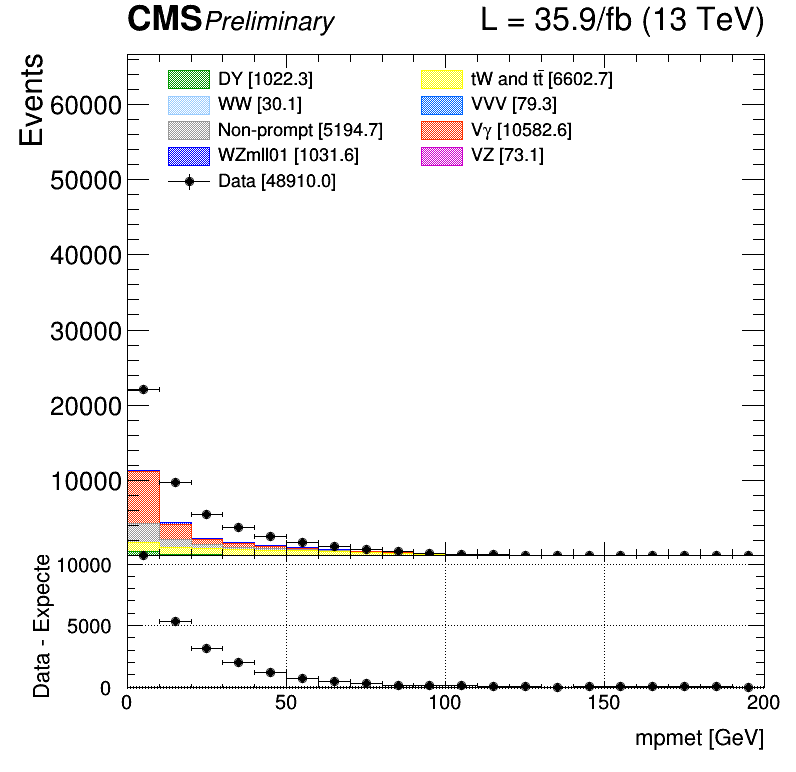 CMS Preliminary L = 35.9/fb (13 TeV)
Events
60000
50000
40000
30000
20000
10000
DY [1022.3]
WW [30.1]
Non-prompt [5194.7]
WZmll01 [1031.6]
Data [48910.0]
tW and tt̄ [6602.7]
VVV [79.3]
Vγ [10582.6]
VZ [73.1]
Data - Expecte
10000
5000
0
0 50 100 150 200
mpmet [GeV]